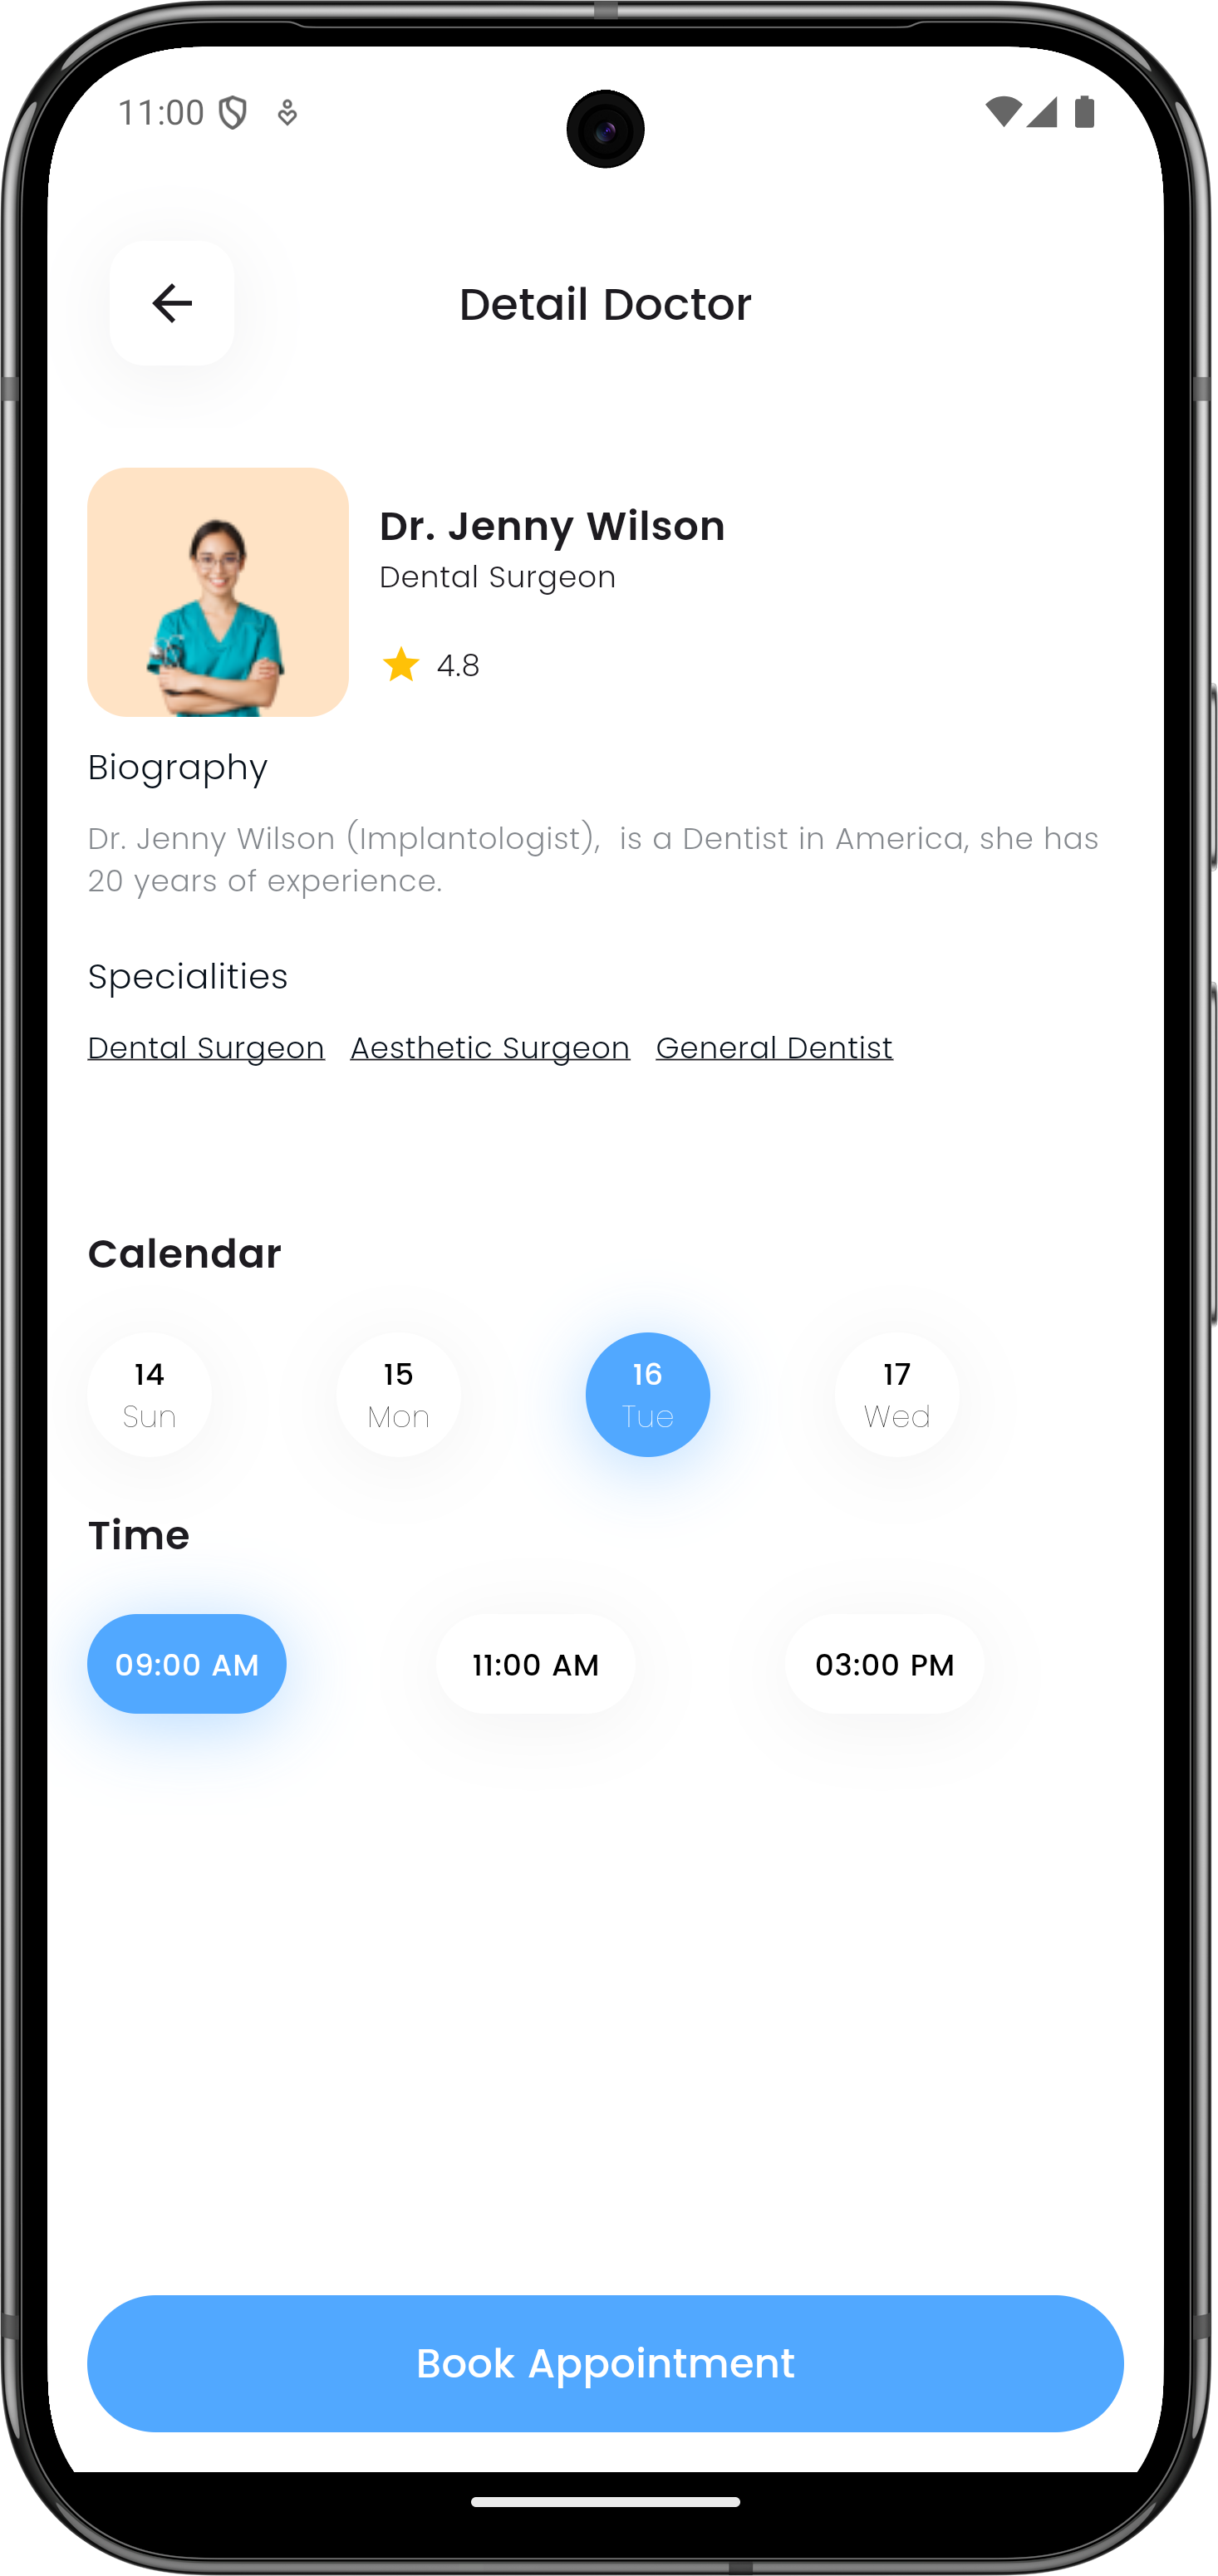 11:00
Detail Doctor
Dr. Jenny Wilson
Dental Surgeon
4.8
Biography
Dr. Jenny Wilson (Implantologist),  is a Dentist in America, she has
20 years of experience.
Specialities
Dental Surgeon Aesthetic Surgeon General Dentist
Calendar
14 15 16 17
Sun Mon Tue Wed
Time
09:00 AM 11:00 AM 03:00 PM
Book Appointment